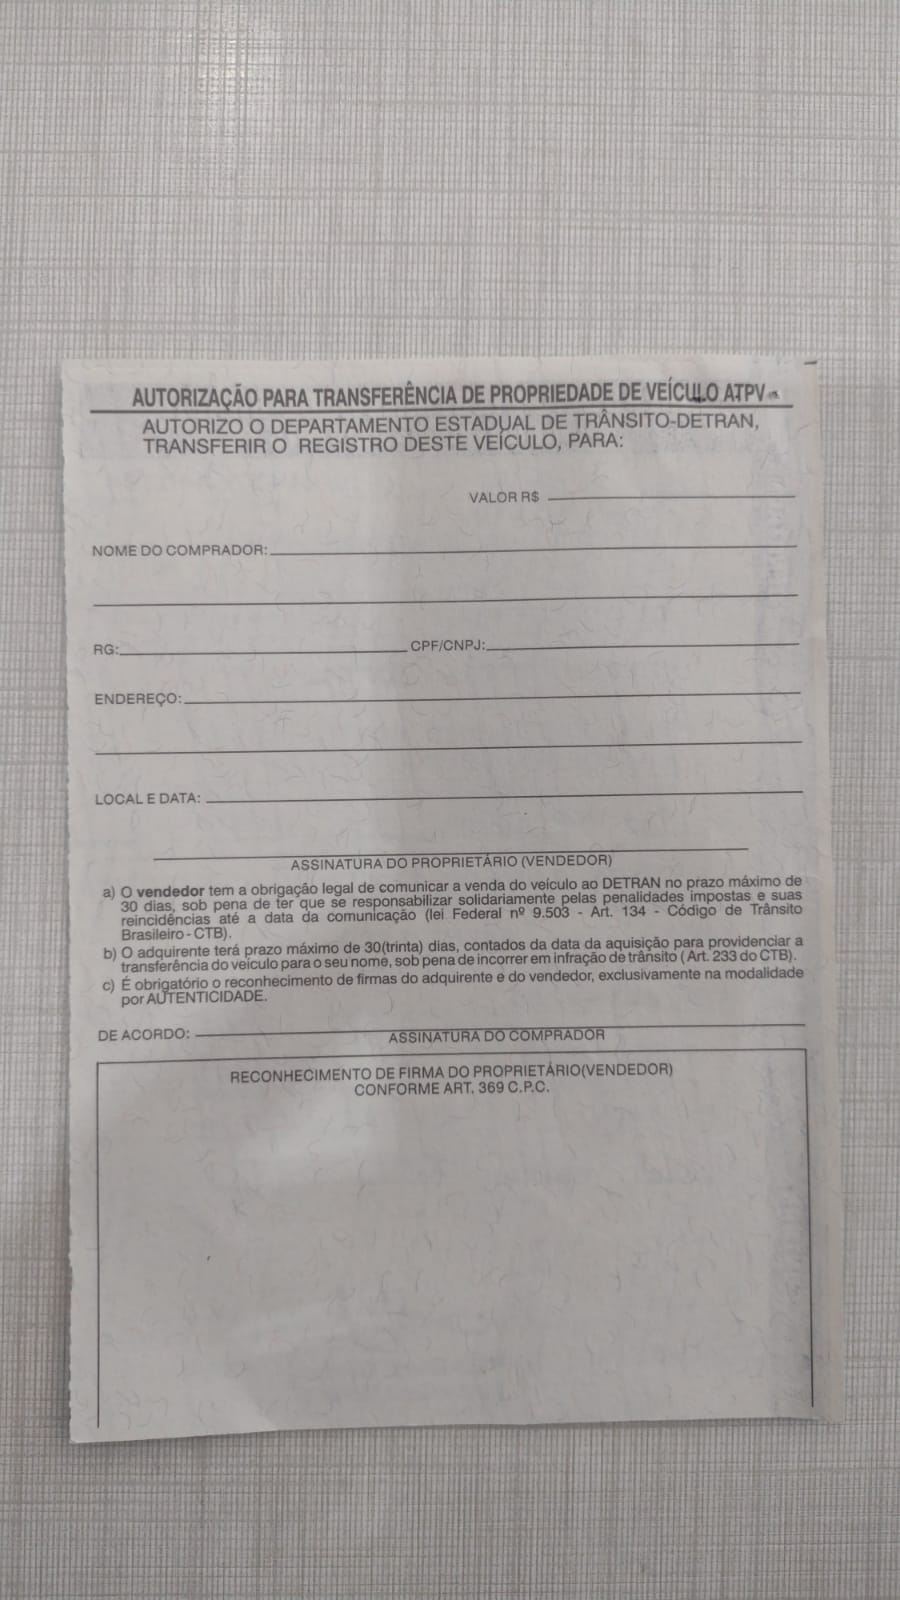 AUTORIZAÇÃO PARA TRANSFERÊNCIA DE PROPRIEDADE DE VEÍCULO ATPV
AUTORIZO O DEPARTAMENTO ESTADUAL DE TRÂNSITO-DETRAN,
TRANSFERIR O REGISTRO DESTE VEÍCULO, PARA:
VALOR R$
NOME DO COMPRADOR:
RG: CPF/CNPJ:
ENDEREÇO:
LOCAL E DATA:
ASSINATURA DO PROPRIETÁRIO (VENDEDOR)
a) O vendedor tem a obrigação legal de comunicar a venda do veículo ao DETRAN no prazo máximo de
30 dias, sob pena de ter que se responsabilizar solidariamente pelas penalidades impostas e suas
reincidências até a data da comunicação (lei Federal nº 9.503 - Art. 134 - Código de Trânsito
Brasileiro - CTB).
b) O adquirente terá prazo máximo de 30(trinta) dias, contados da data da aquisição para providenciar a
transferência do veículo para o seu nome, sob pena de incorrer em infração de trânsito ( Art. 233 do CTB).
c) É obrigatório o reconhecimento de firmas do adquirente e do vendedor, exclusivamente na modalidade
por AUTENTICIDADE.
DE ACORDO:
ASSINATURA DO COMPRADOR
RECONHECIMENTO DE FIRMA DO PROPRIETÁRIO(VENDEDOR)
CONFORME ART. 369 C.P.C.